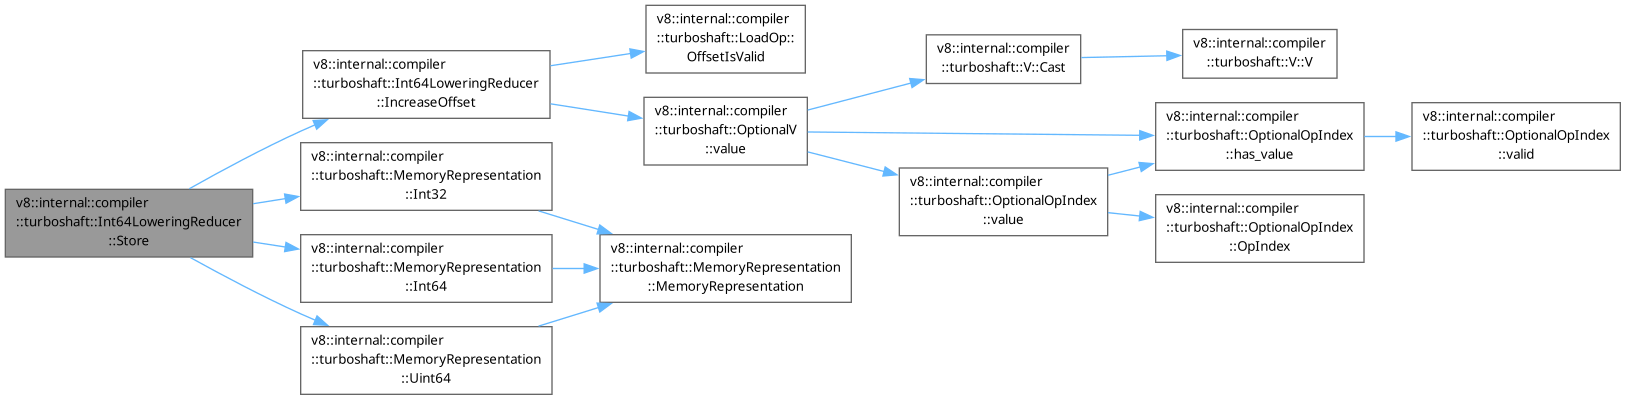 v8::internal::compiler
::turboshaft::Int64LoweringReducer
::Store
v8::internal::compiler
::turboshaft::Int64LoweringReducer
::IncreaseOffset
v8::internal::compiler
::turboshaft::MemoryRepresentation
::Int32
v8::internal::compiler
::turboshaft::MemoryRepresentation
::Int64
v8::internal::compiler
::turboshaft::MemoryRepresentation
::Uint64
v8::internal::compiler
::turboshaft::LoadOp::
OffsetIsValid
v8::internal::compiler
::turboshaft::OptionalV
::value
v8::internal::compiler
::turboshaft::MemoryRepresentation
::MemoryRepresentation
v8::internal::compiler
::turboshaft::V::Cast
v8::internal::compiler
::turboshaft::OptionalOpIndex
::value
v8::internal::compiler
::turboshaft::V::V
v8::internal::compiler
::turboshaft::OptionalOpIndex
::has_value
v8::internal::compiler
::turboshaft::OptionalOpIndex
::OpIndex
v8::internal::compiler
::turboshaft::OptionalOpIndex
::valid